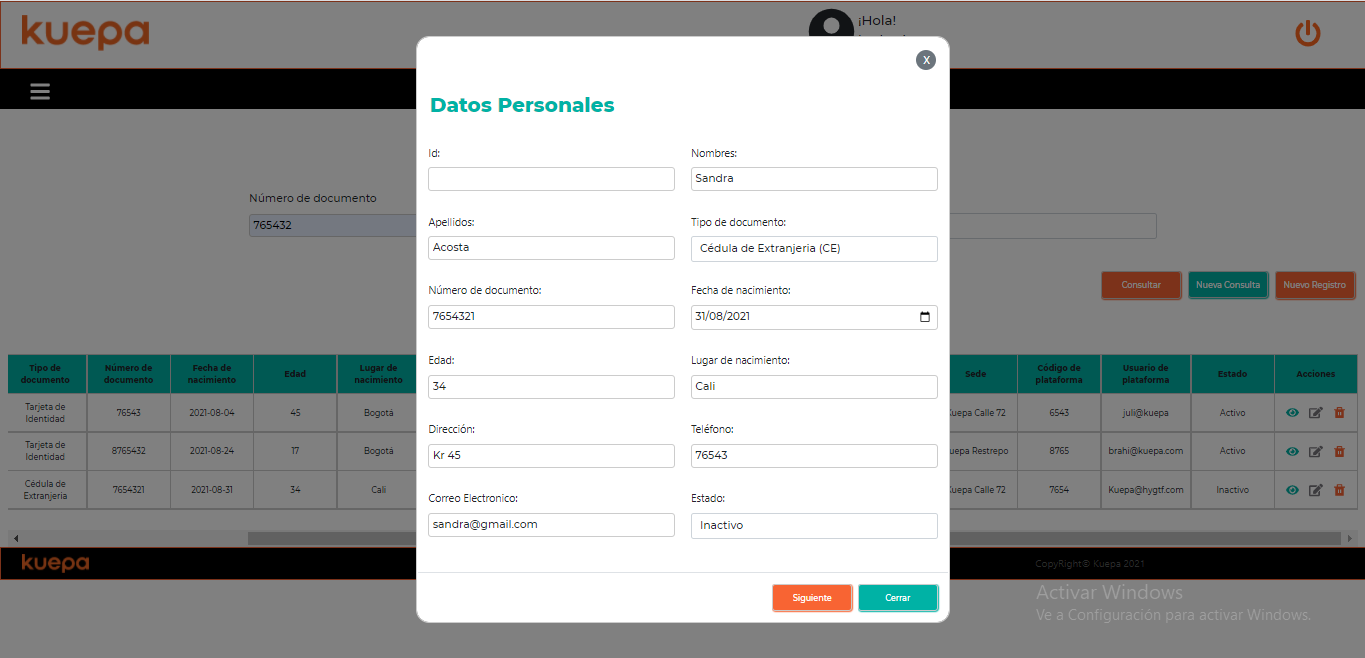 kuepa
¡Hola!
X
Datos Personales
Id:
Nombres:
Sandra
Apellidos:
Acosta
Tipo de documento:
Cédula de Extranjeria (CE)
Número de documento:
7654321
Fecha de nacimiento:
31/08/2021
Edad:
34
Lugar de nacimiento:
Cali
Dirección:
Kr 45
Teléfono:
76543
Correo Electronico:
sandra@gmail.com
Estado:
Inactivo
Siguiente
Cerrar
Número de documento
765432
Consultar
Nueva Consulta
Nuevo Registro
Tipo de documento
Número de documento
Fecha de nacimiento
Edad
Lugar de nacimiento
Sede
Código de plataforma
Usuario de plataforma
Estado
Acciones
Tarjeta de Identidad
76543
2021-08-04
45
Bogotá
Kuepa Calle 72
6543
juli@kuepa
Activo
Tarjeta de Identidad
8765432
2021-08-24
17
Bogotá
Kuepa Restrepo
8765
brahi@kuepa.com
Activo
Cédula de Extranjeria
7654321
2021-08-31
34
Cali
Kuepa Calle 72
7654
Kuepa@hygtf.com
Inactivo
kuepa
CopyRight© Kuepa 2021
Activar Windows
Ve a Configuración para activar Windows.